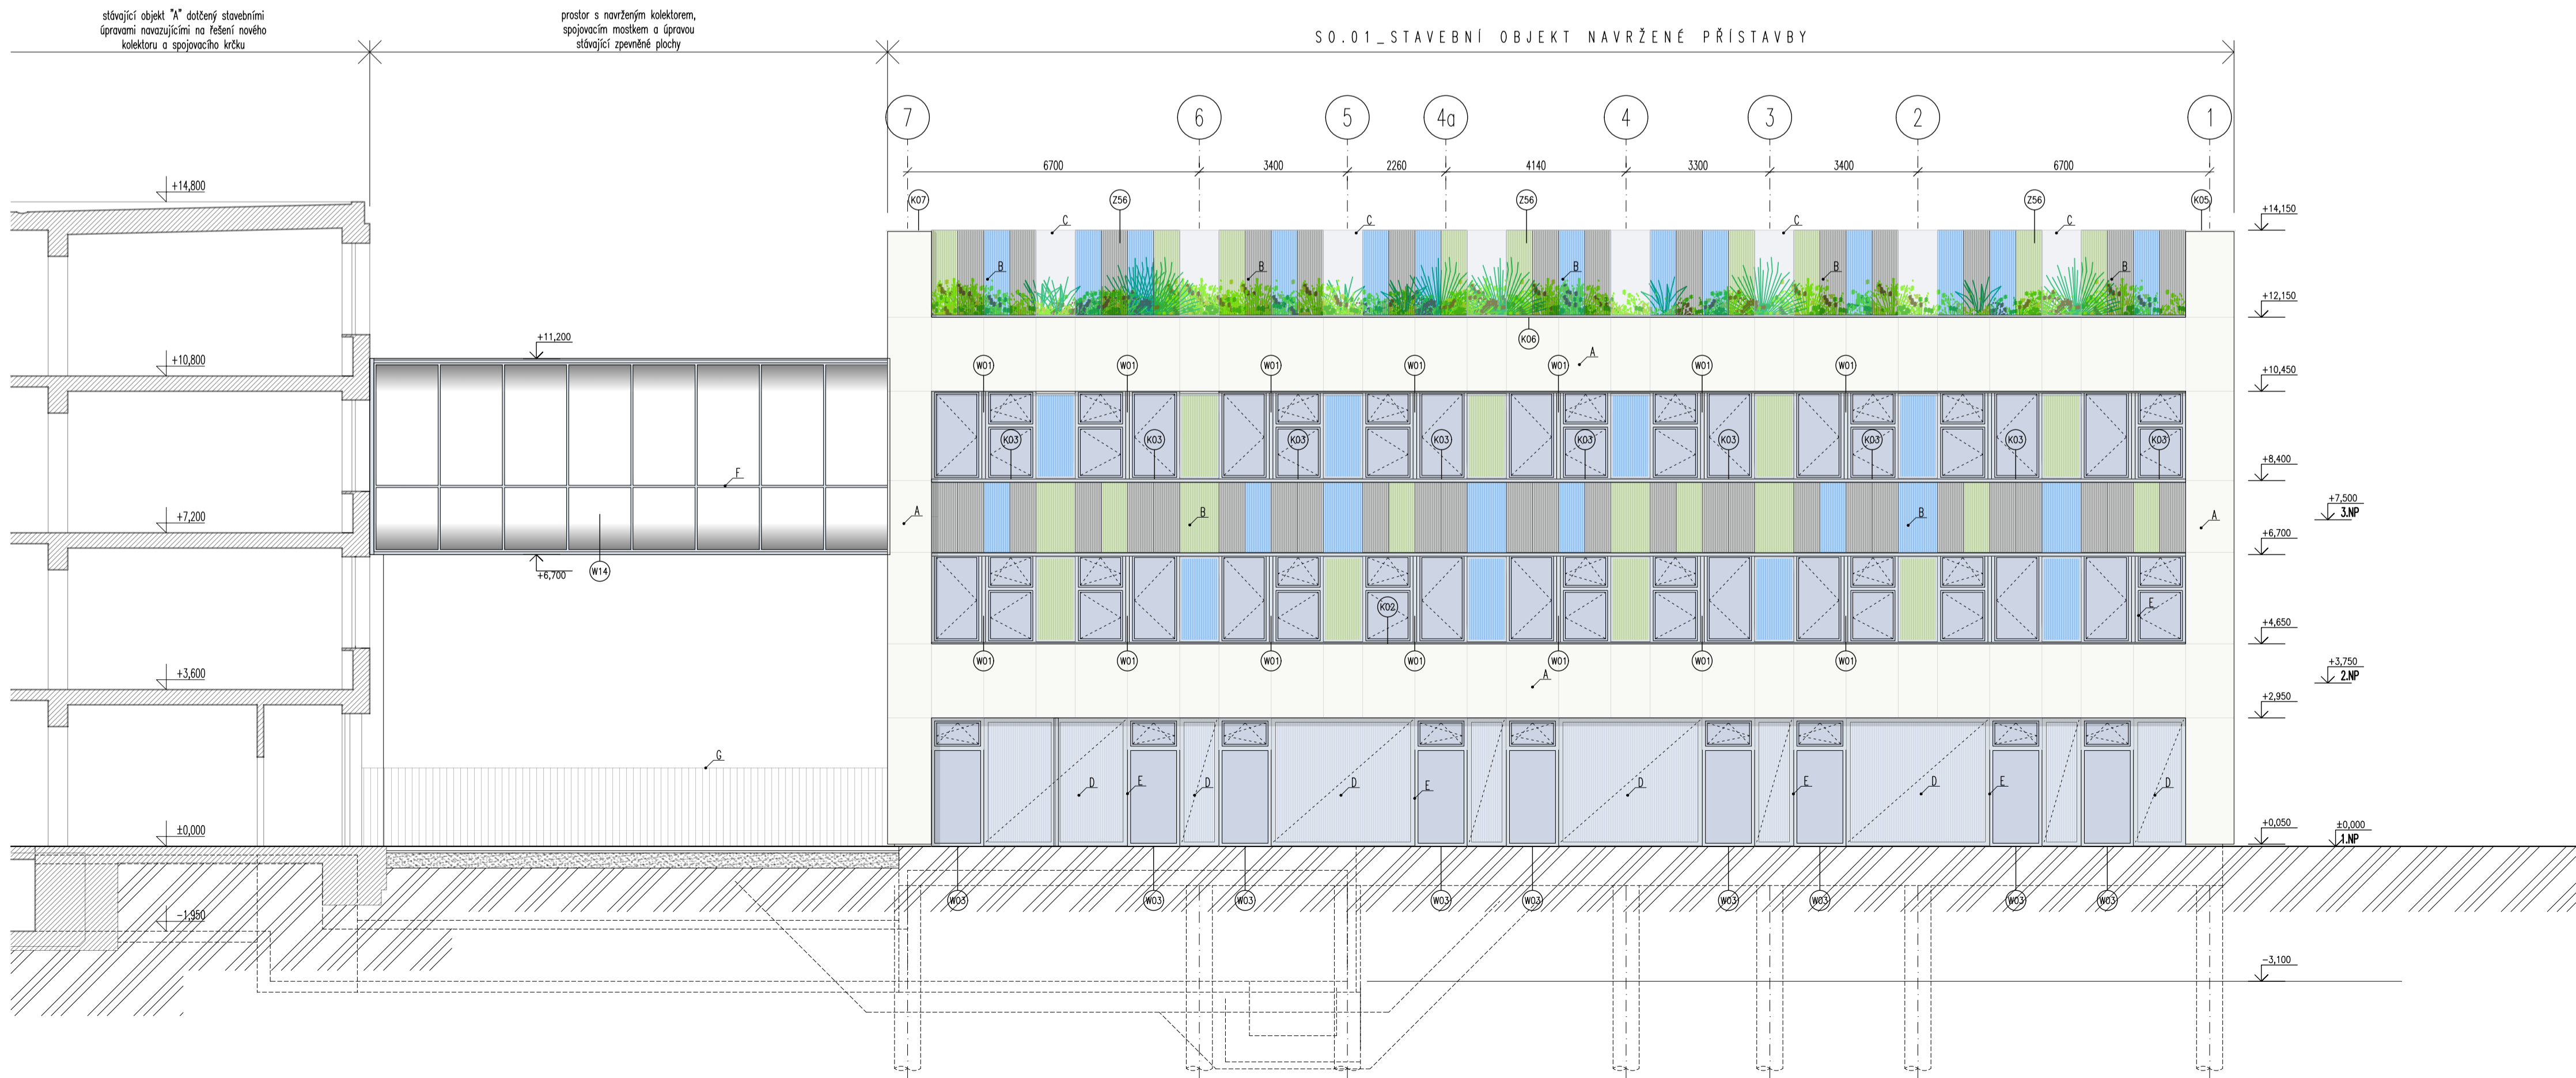 stávající objekt "A" dotčený stavebními
úpravami navazujícími na řešení nového
kolektoru a spojovacího krčku
prostor s navrženým kolektorem,
spojovacím mostkem a úpravou
stávající zpevněné plochy
SO.01_STAVEBNÍ OBJEKT NAVRŽENÉ PŘÍSTAVBY
7 6 5 4a 4 3 2 1
6700 3400 2260 4140 3300 3400 6700
+14,800
K07 Z56 Z56 Z56 K05
+14,150
C C C C
B B B B B
+12,150
+11,200
K06
A
+10,800
W01 W01 W01 W01 W01 W01 W01
+10,450
K03 K03 K03 K03 K03 K03 K03 K03 K03
+8,400
F
+7,500
3.NP
+7,200
A B B A
+6,700
+6,700
W14
K02
E
+4,650
W01 W01 W01 W01 W01 W01 W01
+3,750
2.NP
+3,600
A
+2,950
G
D E D D E D E D E D
±0,000
+0,050
±0,000
1.NP
W03 W03 W03 W03 W03 W03 W03 W03 W03
-1,950
-3,100